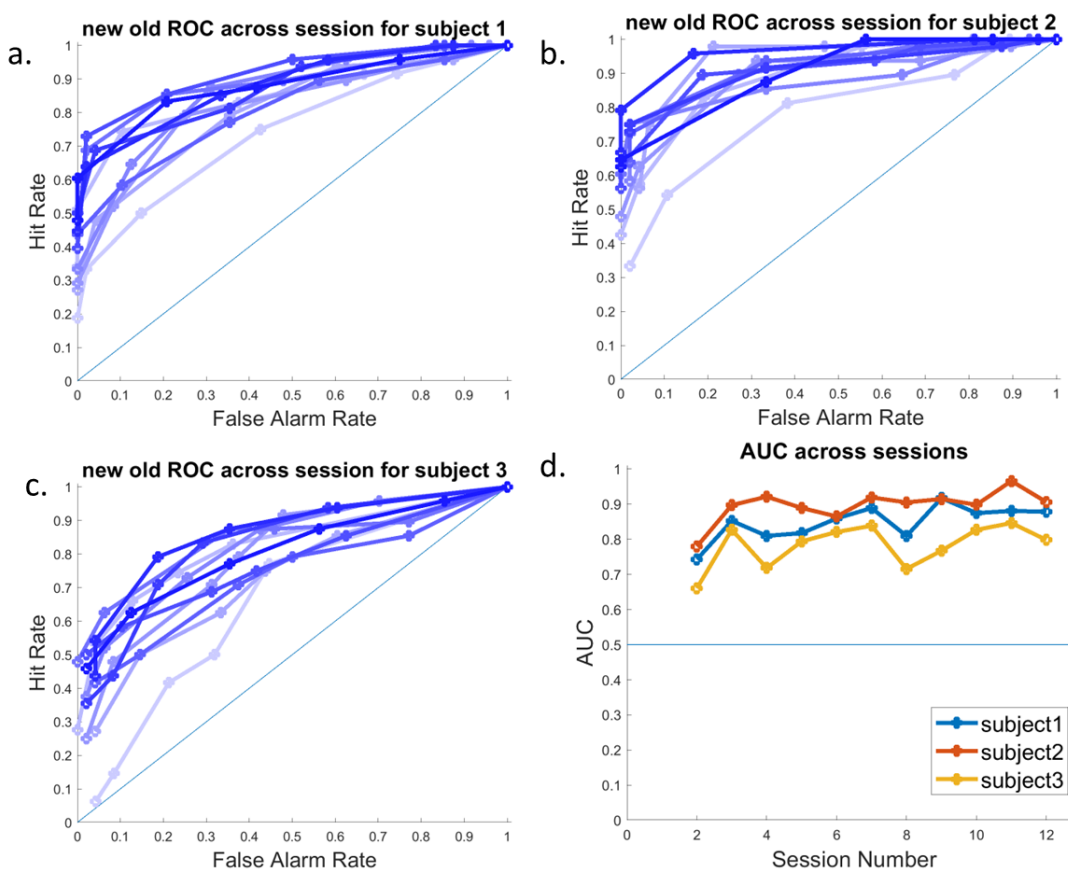 a.
new old ROC across session for subject 1
1
0.9
0.8
0.7
0.6
0.5
0.4
0.3
0.2
0.1
0
Hit Rate
0 0.1 0.2 0.3 0.4 0.5 0.6 0.7 0.8 0.9 1
False Alarm Rate
b.
new old ROC across session for subject 2
1
0.9
0.8
0.7
0.6
0.5
0.4
0.3
0.2
0.1
0
Hit Rate
0 0.1 0.2 0.3 0.4 0.5 0.6 0.7 0.8 0.9 1
False Alarm Rate
c.
new old ROC across session for subject 3
1
0.9
0.8
0.7
0.6
0.5
0.4
0.3
0.2
0.1
0
Hit Rate
0 0.1 0.2 0.3 0.4 0.5 0.6 0.7 0.8 0.9 1
False Alarm Rate
d.
AUC across sessions
1
0.9
0.8
0.7
0.6
0.5
0.4
0.3
0.2
0.1
0
AUC
subject1
subject2
subject3
0 2 4 6 8 10 12
Session Number